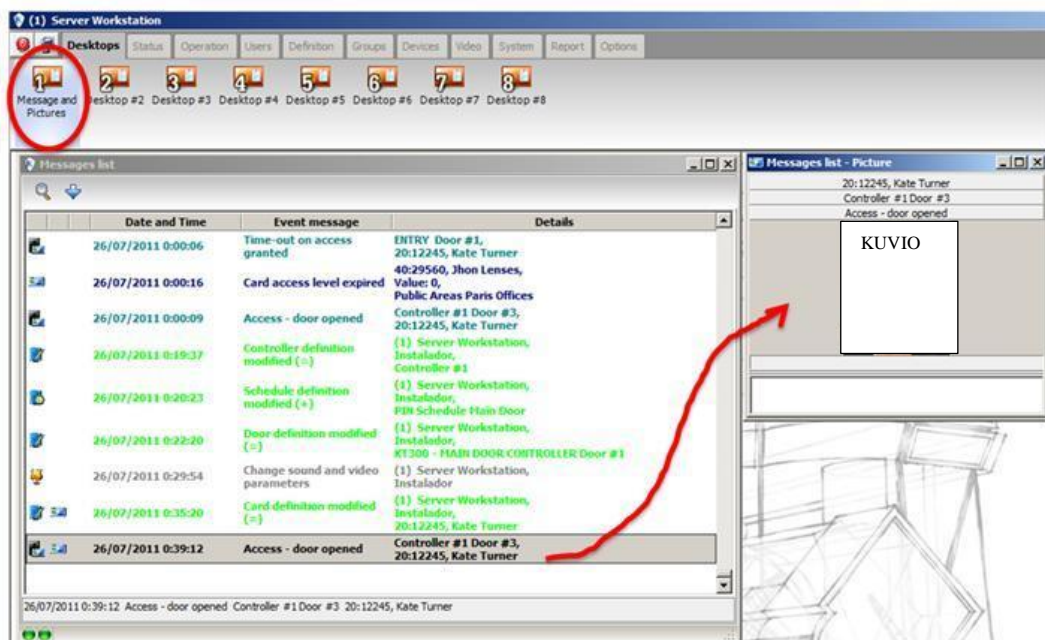 (1) Server Workstation
Desktops Status Operation Users Definition Groups Devices Video System Report Options
1 2 3 4 5 6 7 8
Message and Pictures Desktop #2 Desktop #3 Desktop #4 Desktop #5 Desktop #6 Desktop #7 Desktop #8
Messages list
Date and Time Event message Details
26/07/2011 0:00:06 Time-out on access granted ENTRY Door #1,
20:12245, Kate Turner
26/07/2011 0:00:16 Card access level expired 40:29560, Jhon Lenses,
Value: 0,
Public Areas Paris Offices
26/07/2011 0:00:09 Access - door opened Controller #1 Door #3,
20:12245, Kate Turner
26/07/2011 0:19:37 Controller definition modified (=) (1) Server Workstation,
Instalador,
Controller #1
26/07/2011 0:20:23 Schedule definition modified (+) (1) Server Workstation,
Instalador,
PIN Schedule Main Door
26/07/2011 0:22:20 Door definition modified (=) (1) Server Workstation,
Instalador,
KT300 - MAIN DOOR CONTROLLER Door #1
26/07/2011 0:29:54 Change sound and video parameters (1) Server Workstation,
Instalador
26/07/2011 0:35:20 Card definition modified (=) (1) Server Workstation,
Instalador,
20:12245, Kate Turner
26/07/2011 0:39:12 Access - door opened Controller #1 Door #3,
20:12245, Kate Turner
26/07/2011 0:39:12 Access - door opened Controller #1 Door #3 20:12245, Kate Turner
Messages list - Picture
20:12245, Kate Turner
Controller #1 Door #3
Access - door opened
KUVIO